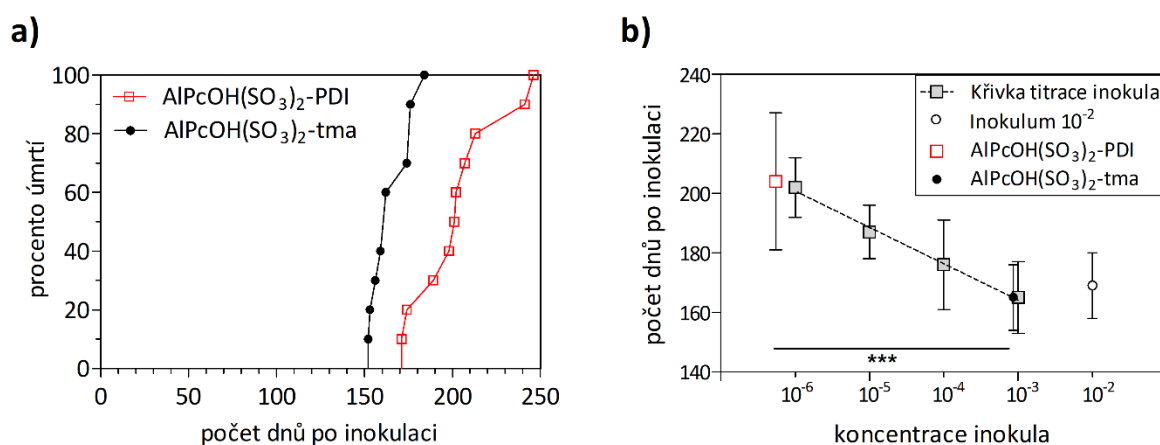 a)
procento úmrtí
100
80
60
40
20
0
AlPcOH(SO₃)₂-PDI
AlPcOH(SO₃)₂-tma
0 50 100 150 200 250
počet dnů po inokulaci
b)
počet dnů po inokulaci
240
220
200
180
160
140
Křivka titrace inokula
Inokulum 10⁻²
AlPcOH(SO₃)₂-PDI
AlPcOH(SO₃)₂-tma
***
10⁻⁶ 10⁻⁵ 10⁻⁴ 10⁻³ 10⁻²
koncentrace inokula